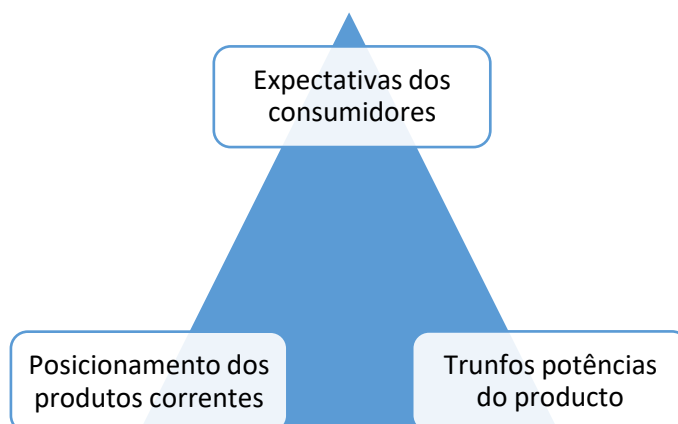 Expectativas dos
consumidores
Posicionamento dos
produtos correntes
Trunfos potências
do producto